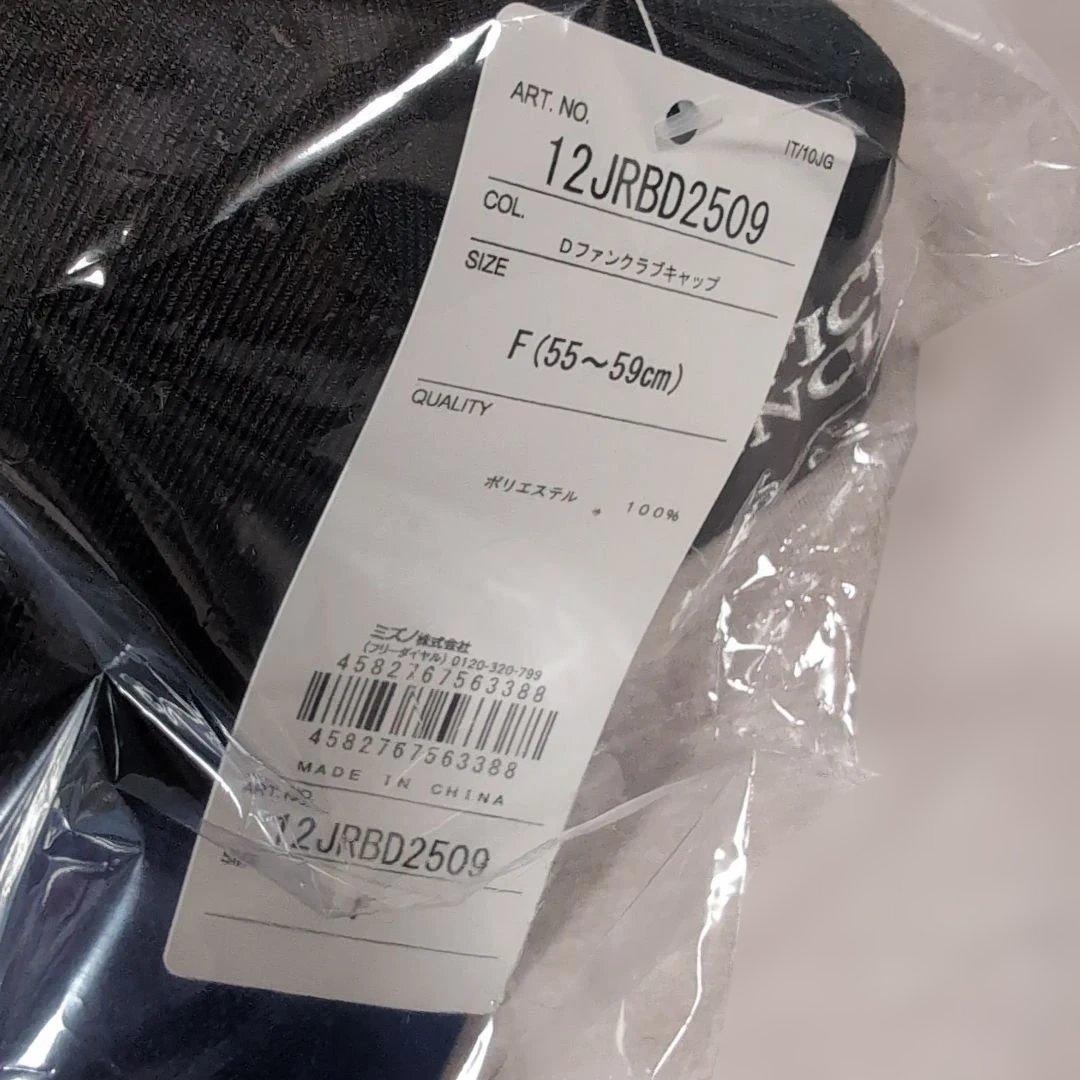 ART. NO.
IT/10JG
12JRBD2509
COL.
Dファンクラブキャップ
SIZE
F(55～59cm)
QUALITY
ポリエステル 100%
ミズノ株式会社
(フリーダイヤル) 0120-320-799
4582767563388
4582767563388
MADE IN CHINA
ART. NO.
12JRBD2509